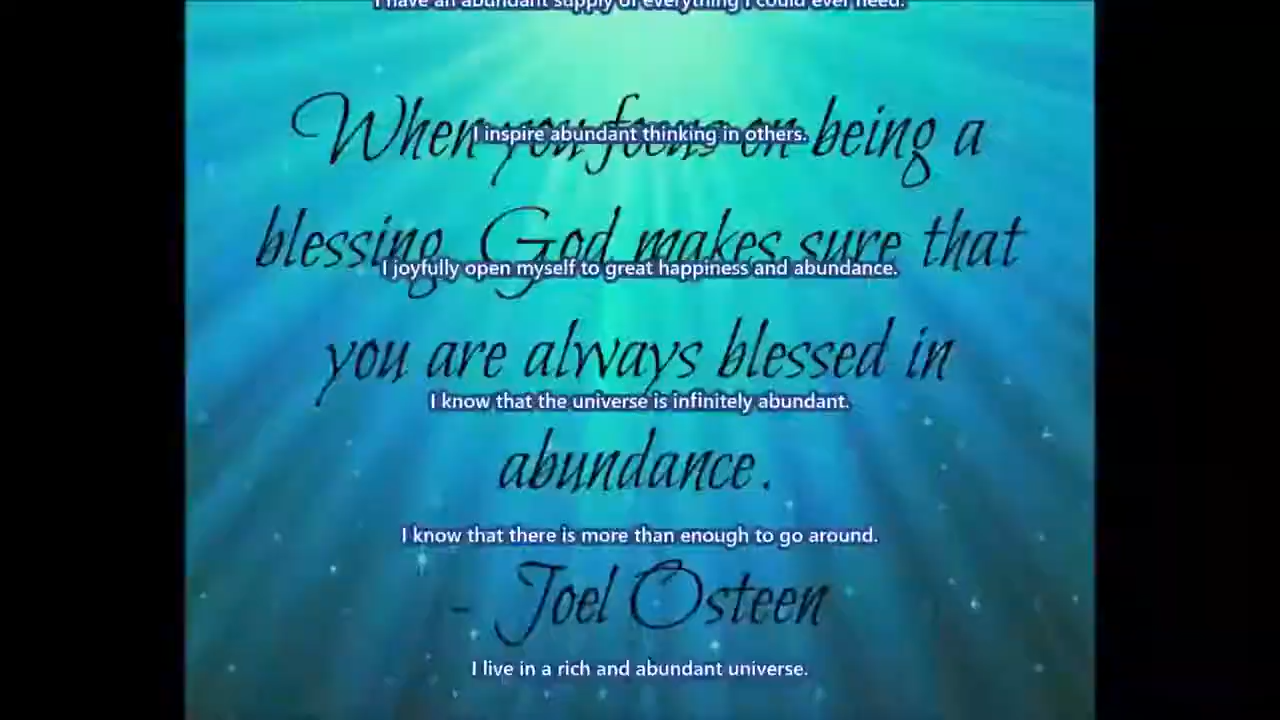 I have an abundant supply of everything I could ever need.
When you focus on being a
I inspire abundant thinking in others.
blessing, God makes sure that
I joyfully open myself to great happiness and abundance.
you are always blessed in
I know that the universe is infinitely abundant.
abundance.
I know that there is more than enough to go around.
- Joel Osteen
I live in a rich and abundant universe.